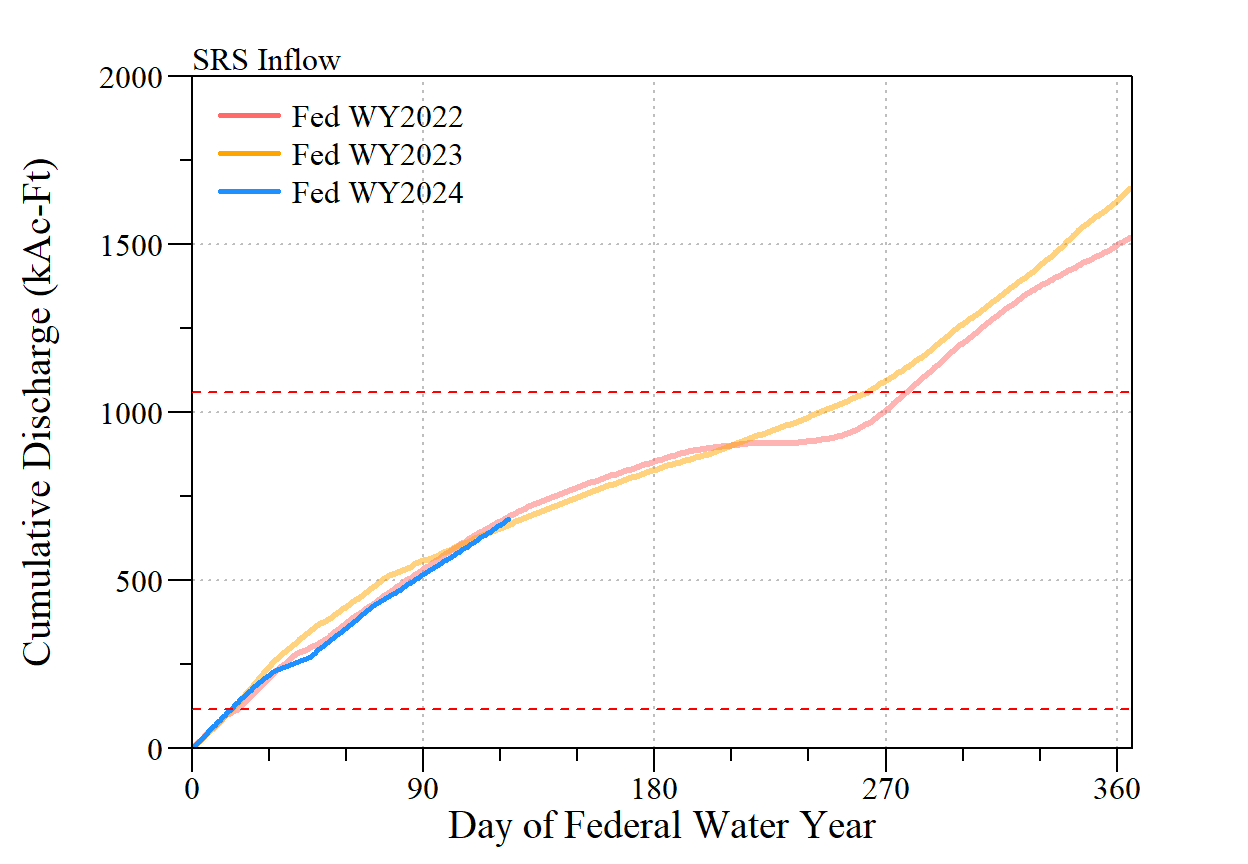 SRS Inflow
Fed WY2022
Fed WY2023
Fed WY2024
Cumulative Discharge (kAc-Ft)
2000
1500
1000
500
0
0 90 180 270 360
Day of Federal Water Year